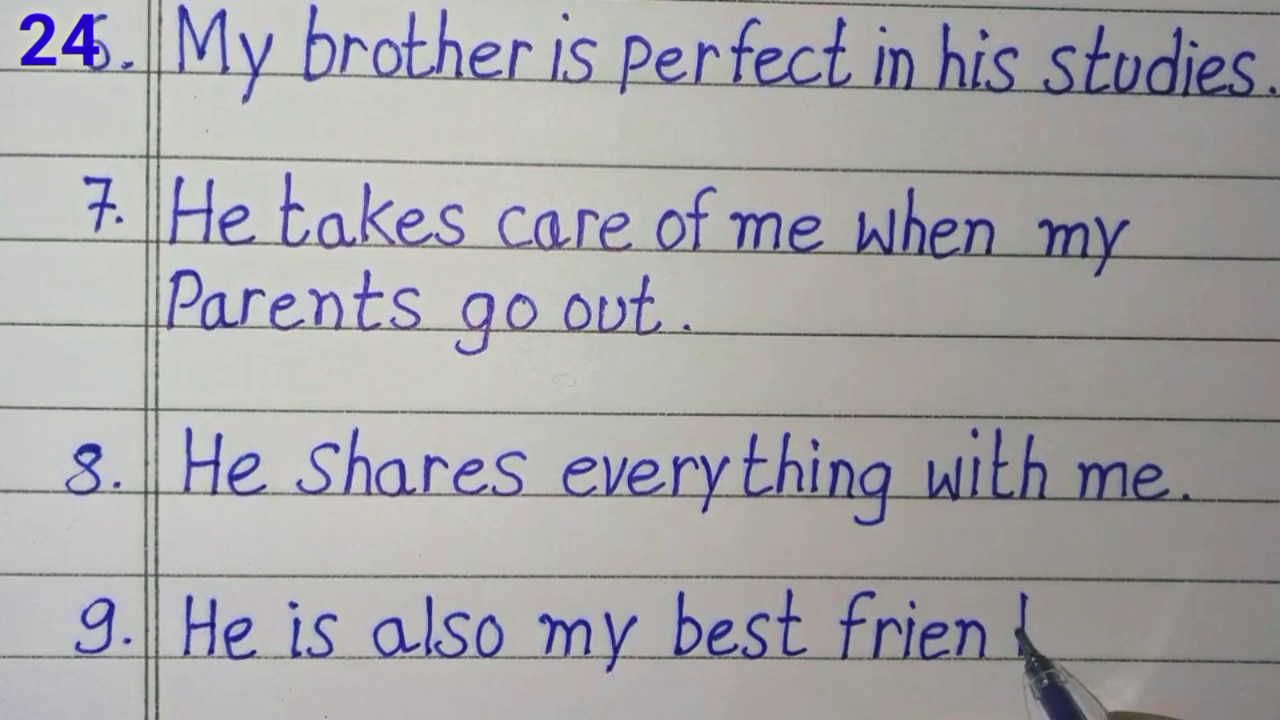 24
6. My brother is perfect in his studies.
7. He takes care of me when my
Parents go out.
8. He Shares everything with me.
9. He is also my best frien